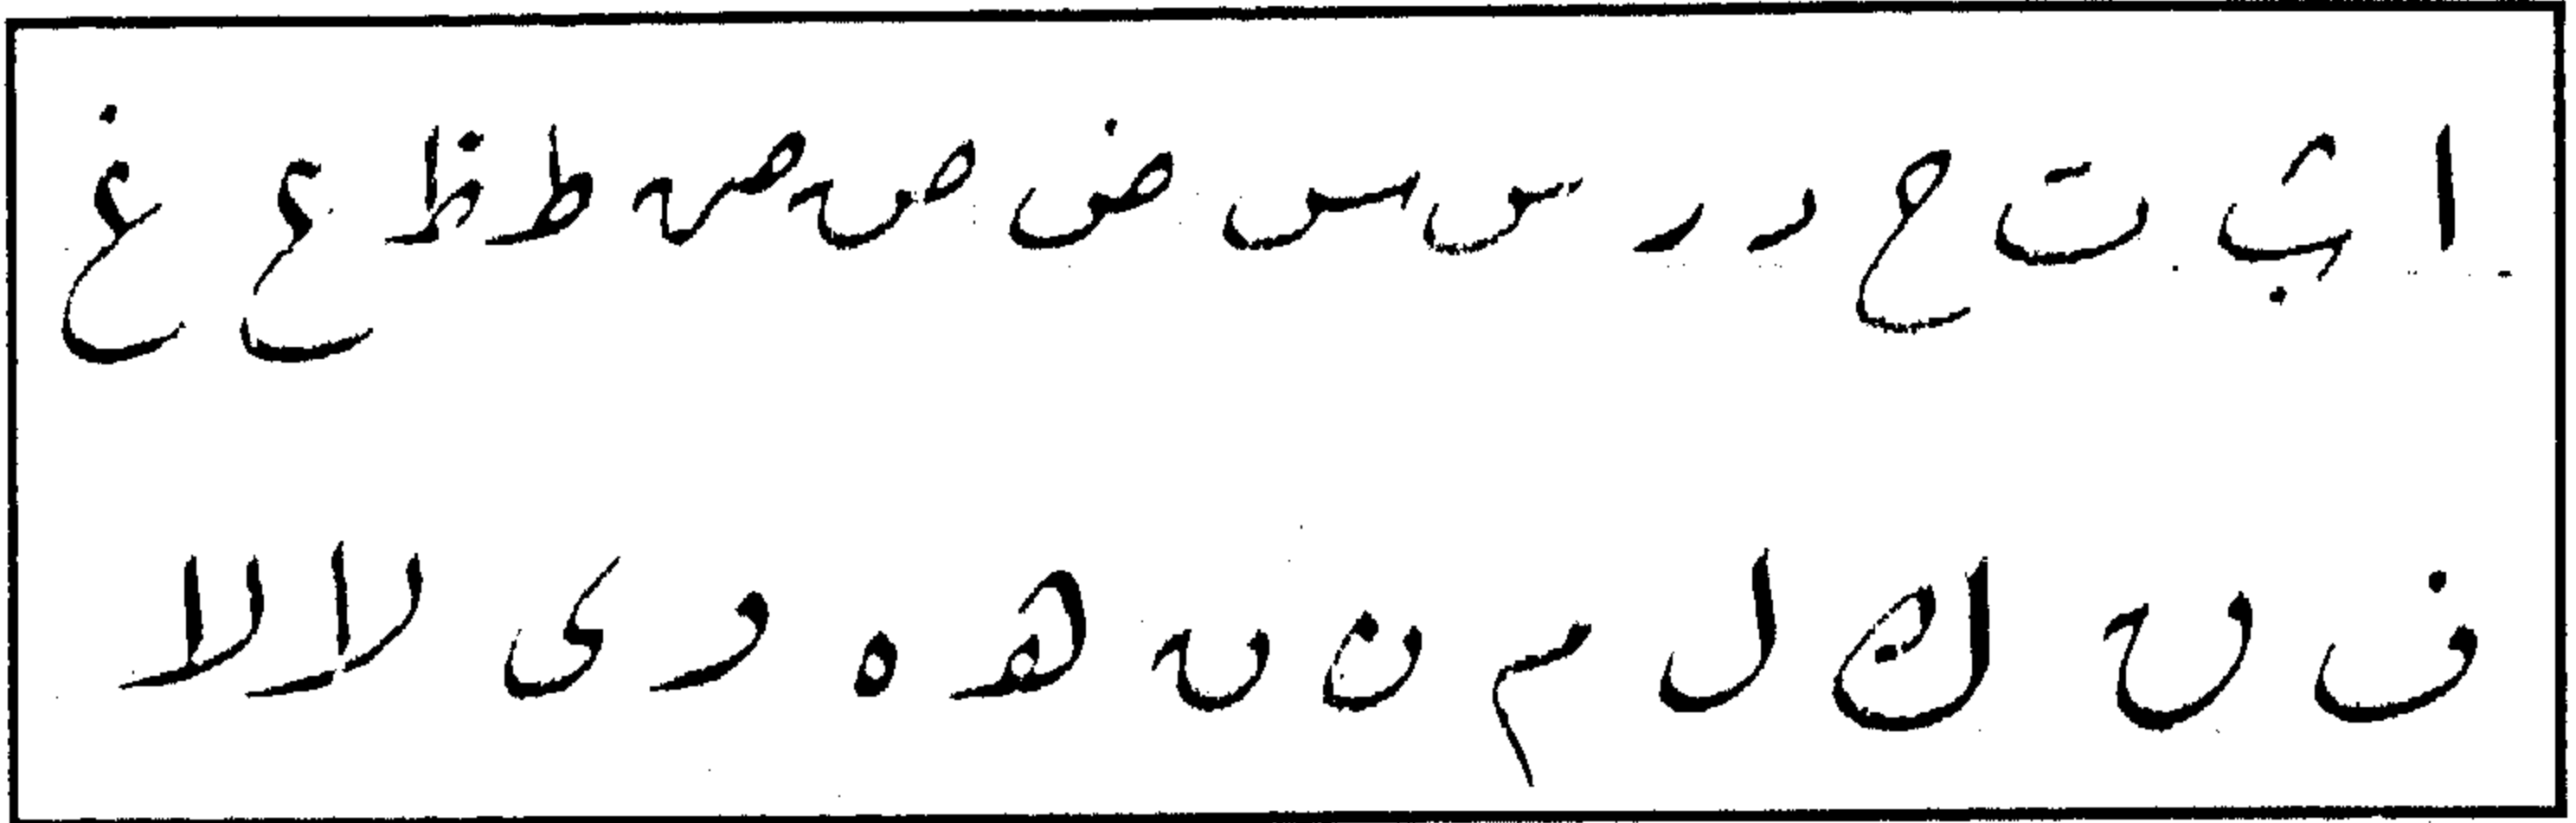 ا ب ت ح د ر س س ض ص ص ط ظ ع غ
ف ں ك ل م ن ں ه ه و ى لا لا